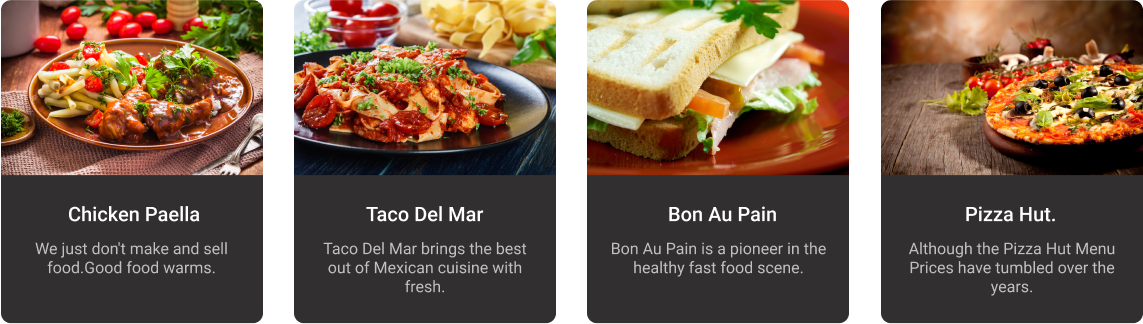 Chicken Paella
We just don't make and sell
food.Good food warms.
Taco Del Mar
Taco Del Mar brings the best
out of Mexican cuisine with
fresh.
Bon Au Pain
Bon Au Pain is a pioneer in the
healthy fast food scene.
Pizza Hut.
Although the Pizza Hut Menu
Prices have tumbled over the
years.